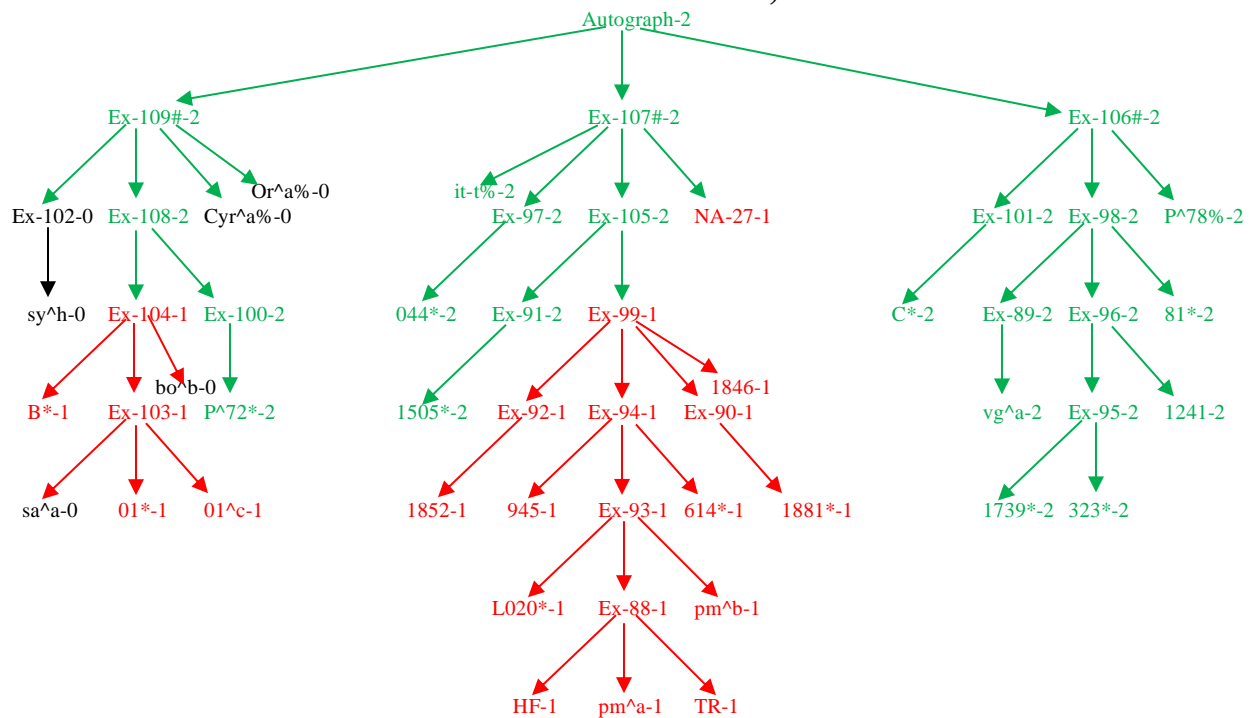 Autograph-2
Ex-109#-2 Ex-107#-2 Ex-106#-2
Or^a%-0 it-t%-2
Ex-102-0 Ex-108-2 Cyr^a%-0 Ex-97-2 Ex-105-2 NA-27-1 Ex-101-2 Ex-98-2 P^78%-2
sy^h-0 Ex-104-1 Ex-100-2 044*-2 Ex-91-2 Ex-99-1 C*-2 Ex-89-2 Ex-96-2 81*-2
bo^b-0 1846-1
B*-1 Ex-103-1 P^72*-2 1505*-2 Ex-92-1 Ex-94-1 Ex-90-1 vg^a-2 Ex-95-2 1241-2
sa^a-0 01*-1 01^c-1 1852-1 945-1 Ex-93-1 614*-1 1881*-1 1739*-2 323*-2
L020*-1 Ex-88-1 pm^b-1
HF-1 pm^a-1 TR-1